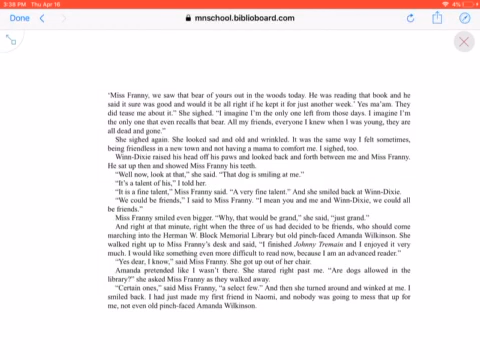 3:38 PM Thu Apr 16
4%
Done
mnschool.biblioboard.com
‘Miss Franny, we saw that bear of yours out in the woods today. He was reading that book and he
said it sure was good and would it be all right if he kept it for just another week.’ Yes ma'am. They
did tease me about it.” She sighed. “I imagine I'm the only one left from those days. I imagine I'm
the only one that even recalls that bear. All my friends, everyone I knew when I was young, they are
all dead and gone.”
She sighed again. She looked sad and old and wrinkled. It was the same way I felt sometimes,
being friendless in a new town and not having a mama to comfort me. I sighed, too.
Winn-Dixie raised his head off his paws and looked back and forth between me and Miss Franny.
He sat up then and showed Miss Franny his teeth.
“Well now, look at that,” she said. “That dog is smiling at me.”
“It's a talent of his,” I told her.
“It is a fine talent,” Miss Franny said. “A very fine talent.” And she smiled back at Winn-Dixie.
“We could be friends,” I said to Miss Franny. “I mean you and me and Winn-Dixie, we could all
be friends.”
Miss Franny smiled even bigger. “Why, that would be grand,” she said, “just grand.”
And right at that minute, right when the three of us had decided to be friends, who should come
marching into the Herman W. Block Memorial Library but old pinch-faced Amanda Wilkinson. She
walked right up to Miss Franny's desk and said, “I finished Johnny Tremain and I enjoyed it very
much. I would like something even more difficult to read now, because I am an advanced reader.”
“Yes dear, I know,” said Miss Franny. She got up out of her chair.
Amanda pretended like I wasn't there. She stared right past me. “Are dogs allowed in the
library?” she asked Miss Franny as they walked away.
“Certain ones,” said Miss Franny, “a select few.” And then she turned around and winked at me. I
smiled back. I had just made my first friend in Naomi, and nobody was going to mess that up for
me, not even old pinch-faced Amanda Wilkinson.